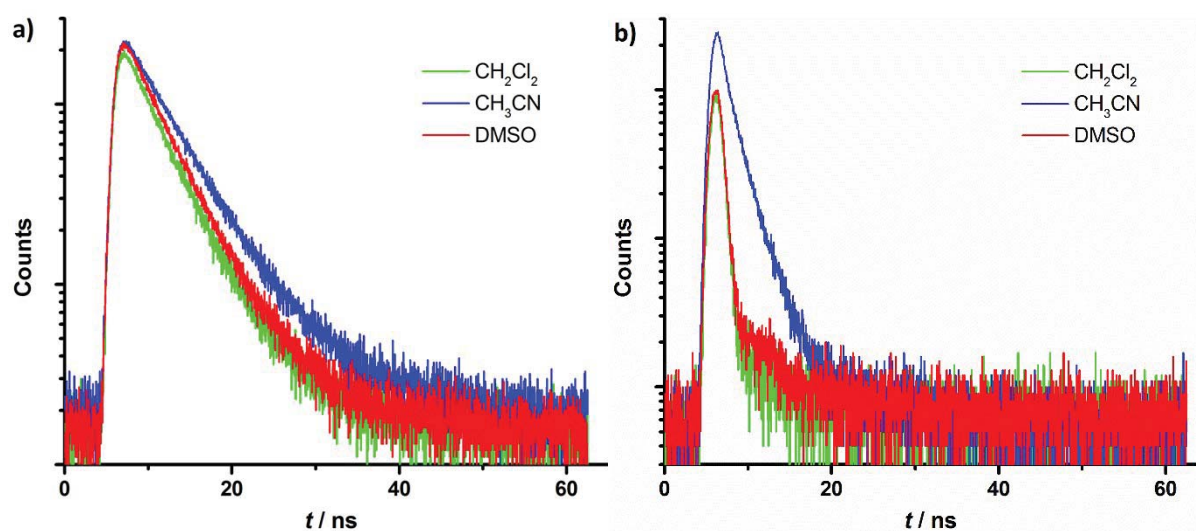 a)
CH₂Cl₂
CH₃CN
DMSO
Counts
0
20
40
60
t / ns
b)
CH₂Cl₂
CH₃CN
DMSO
Counts
0
20
40
60
t / ns